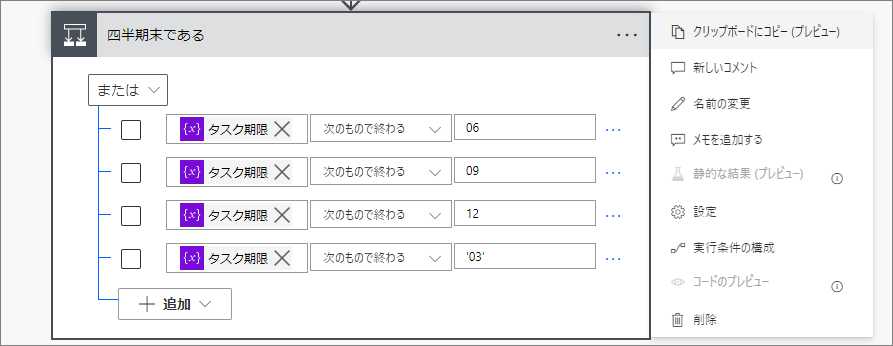 四半期末である
または
{x} タスク期限 次のもので終わる 06
{x} タスク期限 次のもので終わる 09
{x} タスク期限 次のもので終わる 12
{x} タスク期限 次のもので終わる '03'
追加
クリップボードにコピー (プレビュー)
新しいコメント
名前の変更
メモを追加する
静的な結果 (プレビュー)
設定
実行条件の構成
コードのプレビュー
削除